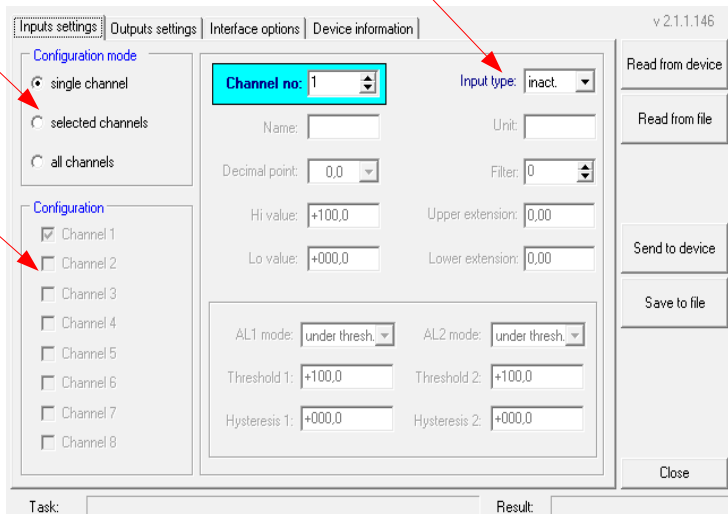 Inputs settings Outputs settings Interface options Device information v 2.1.1.146
Configuration mode
single channel
selected channels
all channels
Configuration
Channel 1
Channel 2
Channel 3
Channel 4
Channel 5
Channel 6
Channel 7
Channel 8
Channel no: 1 Input type: inact.
Name: Unit:
Decimal point: 0,0 Filter: 0
Hi value: +100,0 Upper extension: 0,00
Lo value: +000,0 Lower extension: 0,00
AL1 mode: under thresh. AL2 mode: under thresh.
Threshold 1: +100,0 Threshold 2: +100,0
Hysteresis 1: +000,0 Hysteresis 2: +000,0
Read from device
Read from file
Send to device
Save to file
Close
Task: Result: